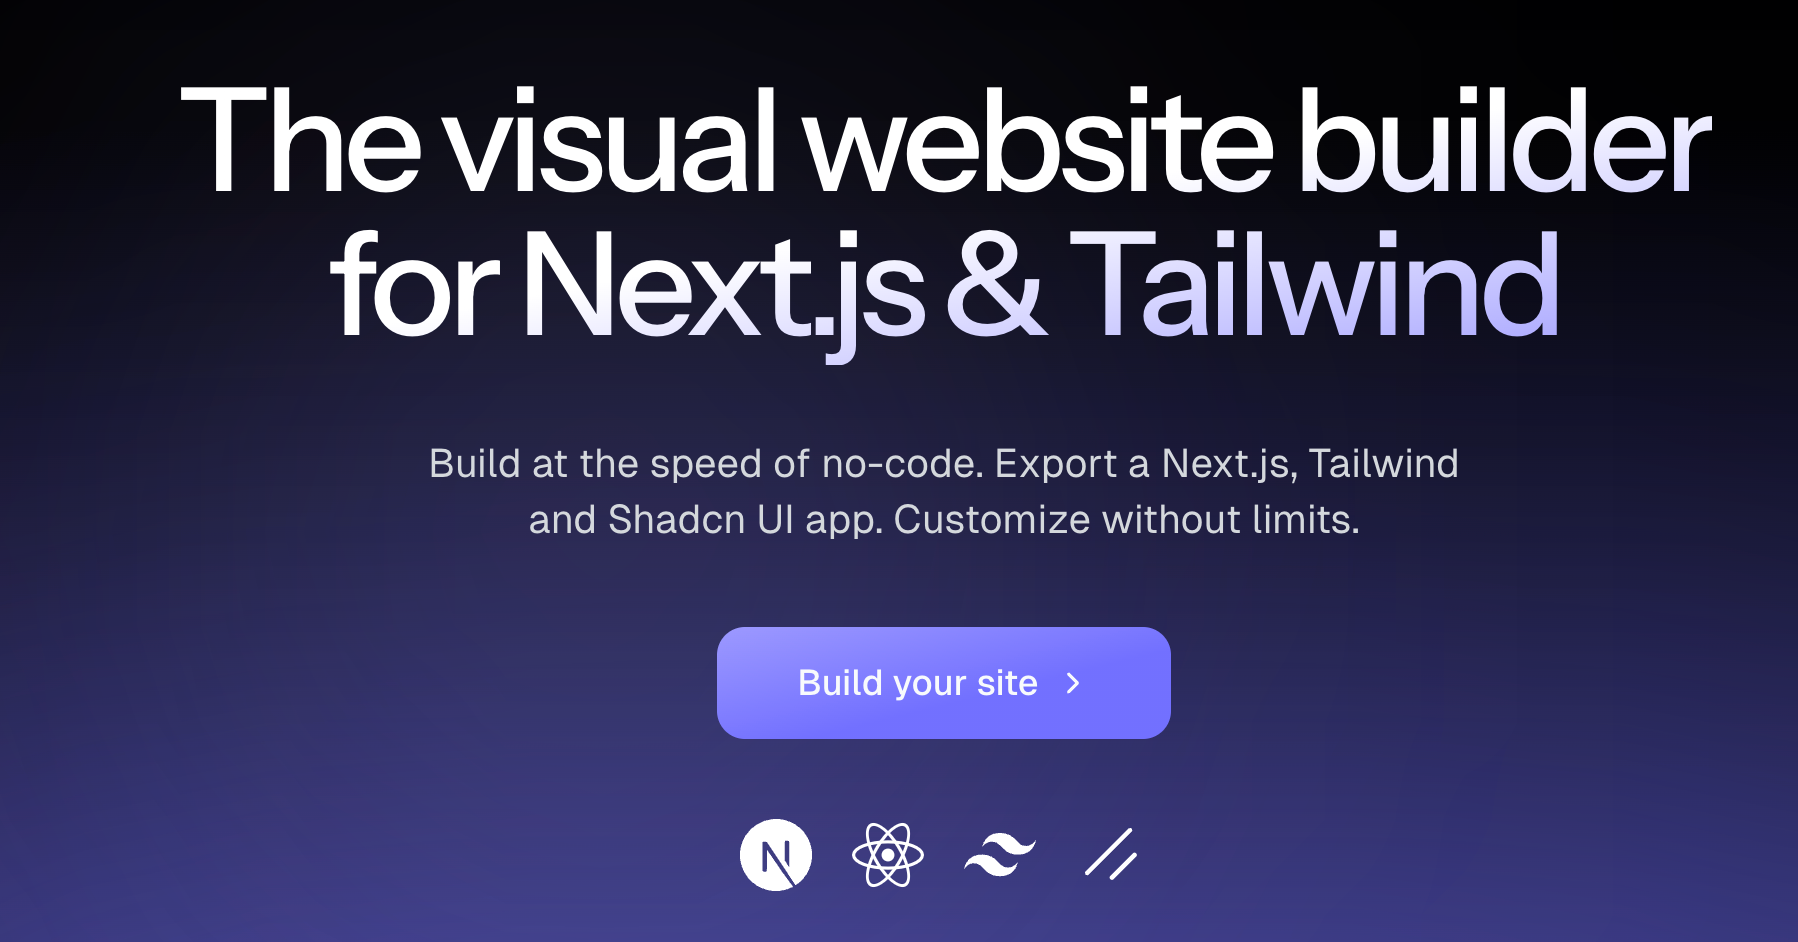 The visual website builder
for Next.js & Tailwind
Build at the speed of no-code. Export a Next.js, Tailwind
and Shadcn UI app. Customize without limits.
Build your site
N